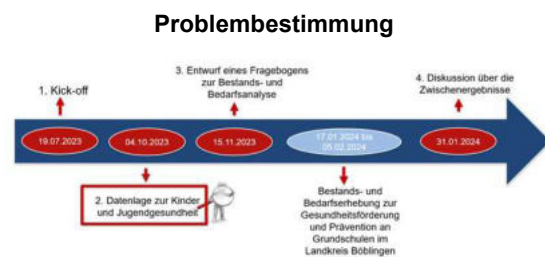 Problembestimmung
1. Kick-off
3. Entwurf eines Fragebogens
zur Bestands- und
Bedarfsanalyse
4. Diskussion über die
Zwischenergebnisse
19.07.2023
04.10.2023
15.11.2023
17.01.2024 bis
05.02.2024
31.01.2024
2. Datenlage zur Kinder
und Jugendgesundheit
Bestands- und
Bedarfserhebung zur
Gesundheitsförderung
und Prävention an
Grundschulen im
Landkreis Böblingen